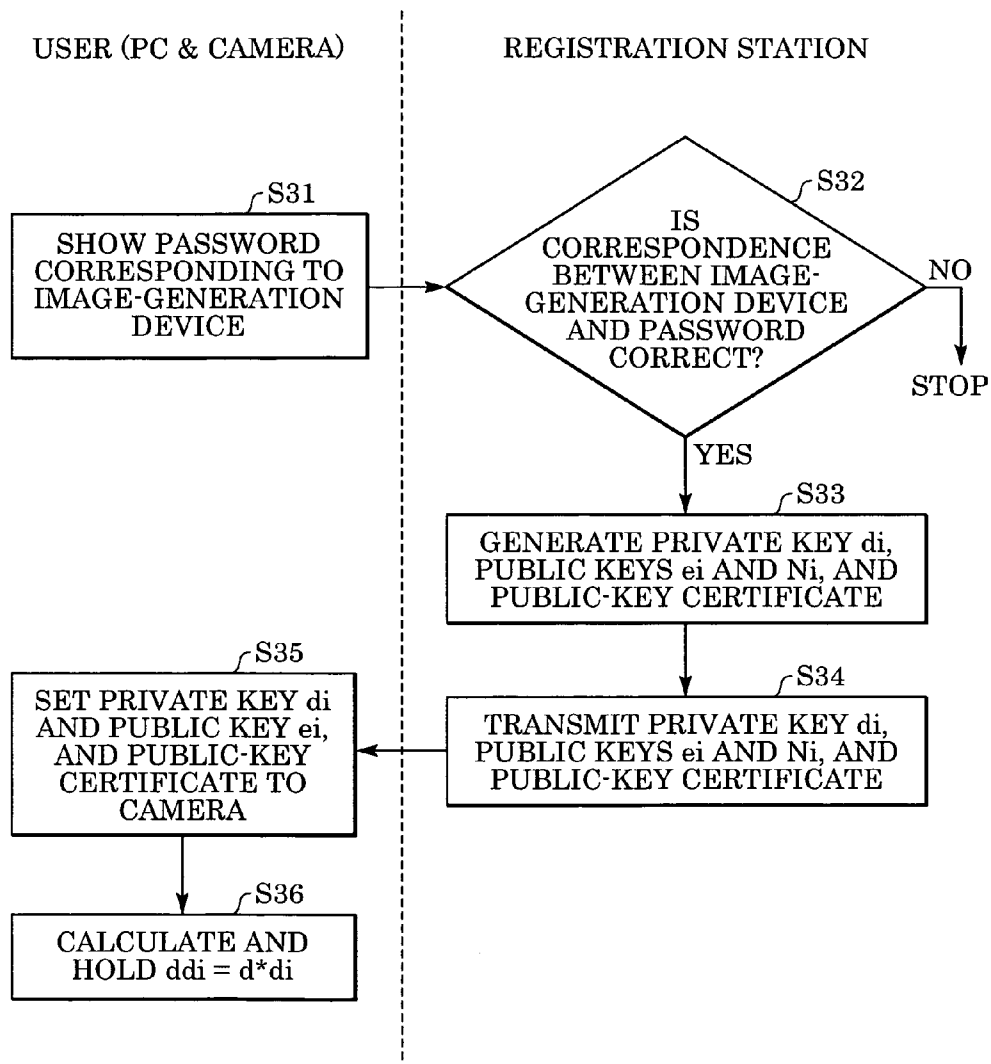 USER (PC & CAMERA)
REGISTRATION STATION
S31
SHOW PASSWORD
CORRESPONDING TO
IMAGE-GENERATION
DEVICE
S32
IS
CORRESPONDENCE
BETWEEN IMAGE-
GENERATION DEVICE
AND PASSWORD
CORRECT?
NO
STOP
YES
S33
GENERATE PRIVATE KEY di,
PUBLIC KEYS ei AND Ni, AND
PUBLIC-KEY CERTIFICATE
S34
TRANSMIT PRIVATE KEY di,
PUBLIC KEYS ei AND Ni, AND
PUBLIC-KEY CERTIFICATE
S35
SET PRIVATE KEY di
AND PUBLIC KEY ei,
AND PUBLIC-KEY
CERTIFICATE TO
CAMERA
S36
CALCULATE AND
HOLD ddi = d*di